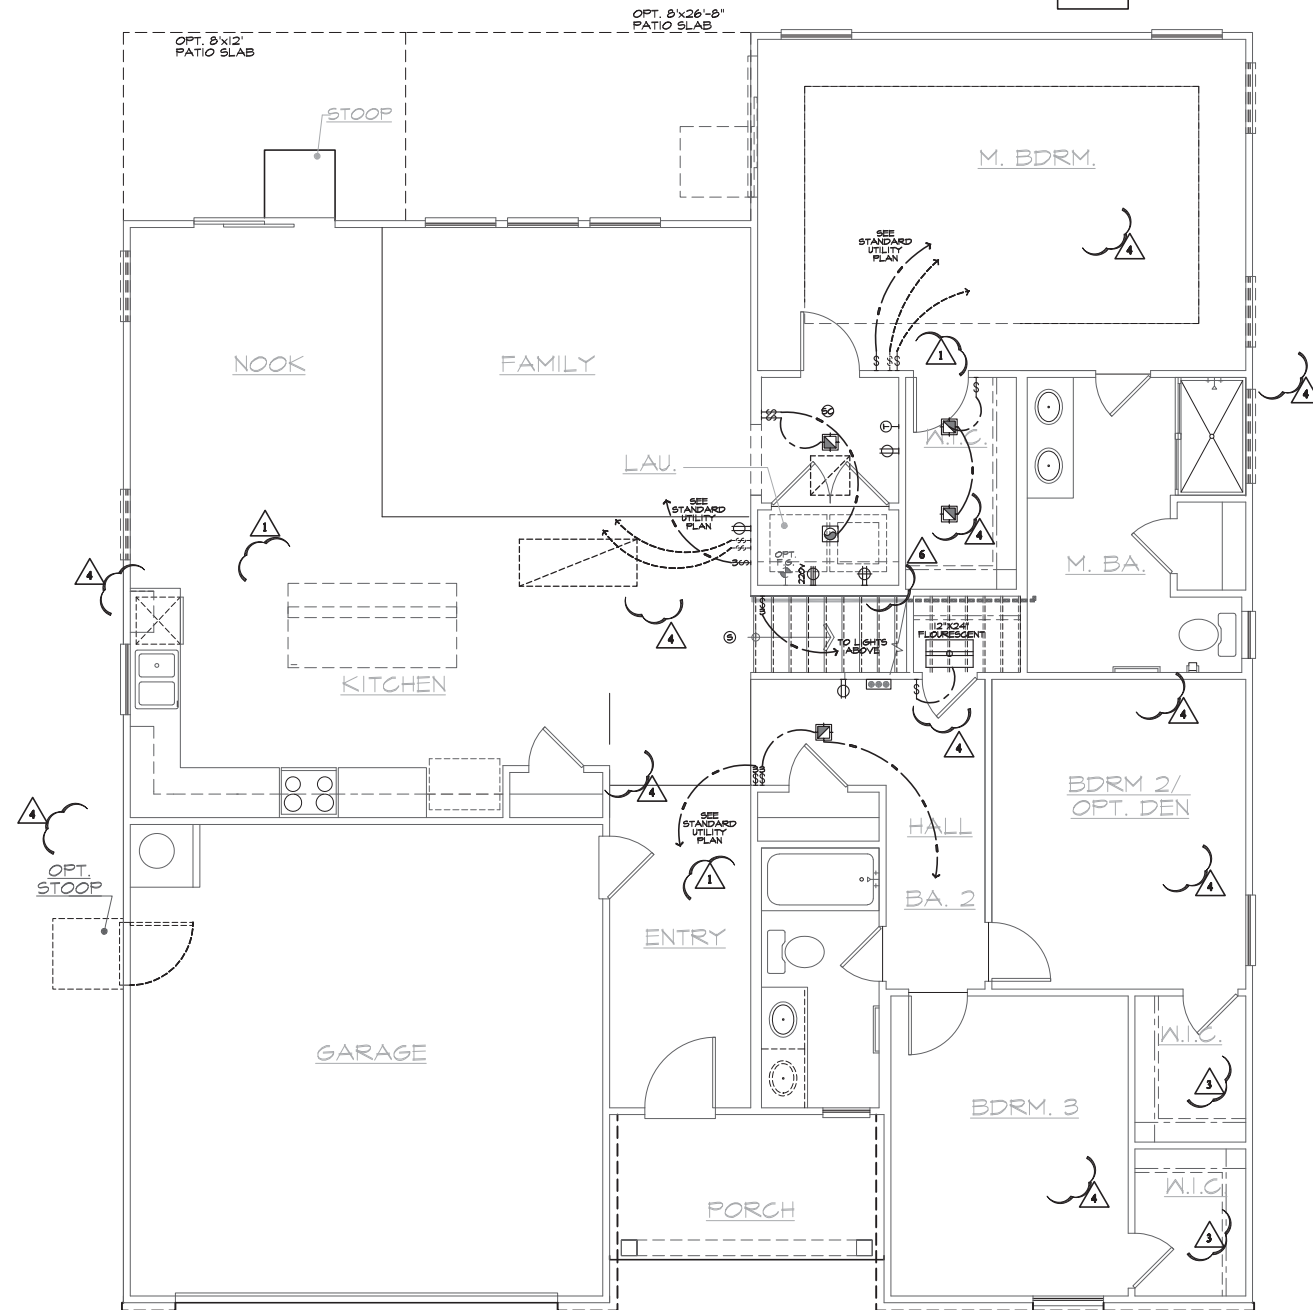 OPT. 8'x26'-8"
PATIO SLAB
OPT. 8'x12'
PATIO SLAB
STOOP
M. BDRM.
SEE
STANDARD
UTILITY
PLAN
4
1
NOOK
FAMILY
4
SC
T
W.I.C.
LAU.
SEE
STANDARD
UTILITY
PLAN
1
4
6
OPT.
F.S.
220V
M. BA.
4
3
S
4
TO LIGHTS
ABOVE
12"X24"
FLOURESCENT
KITCHEN
4
4
4
BDRM 2/
OPT. DEN
4
SEE
STANDARD
UTILITY
PLAN
HALL
OPT.
STOOP
1
4
BA. 2
ENTRY
GARAGE
W.I.C.
3
BDRM. 3
W.I.C.
4
PORCH
3